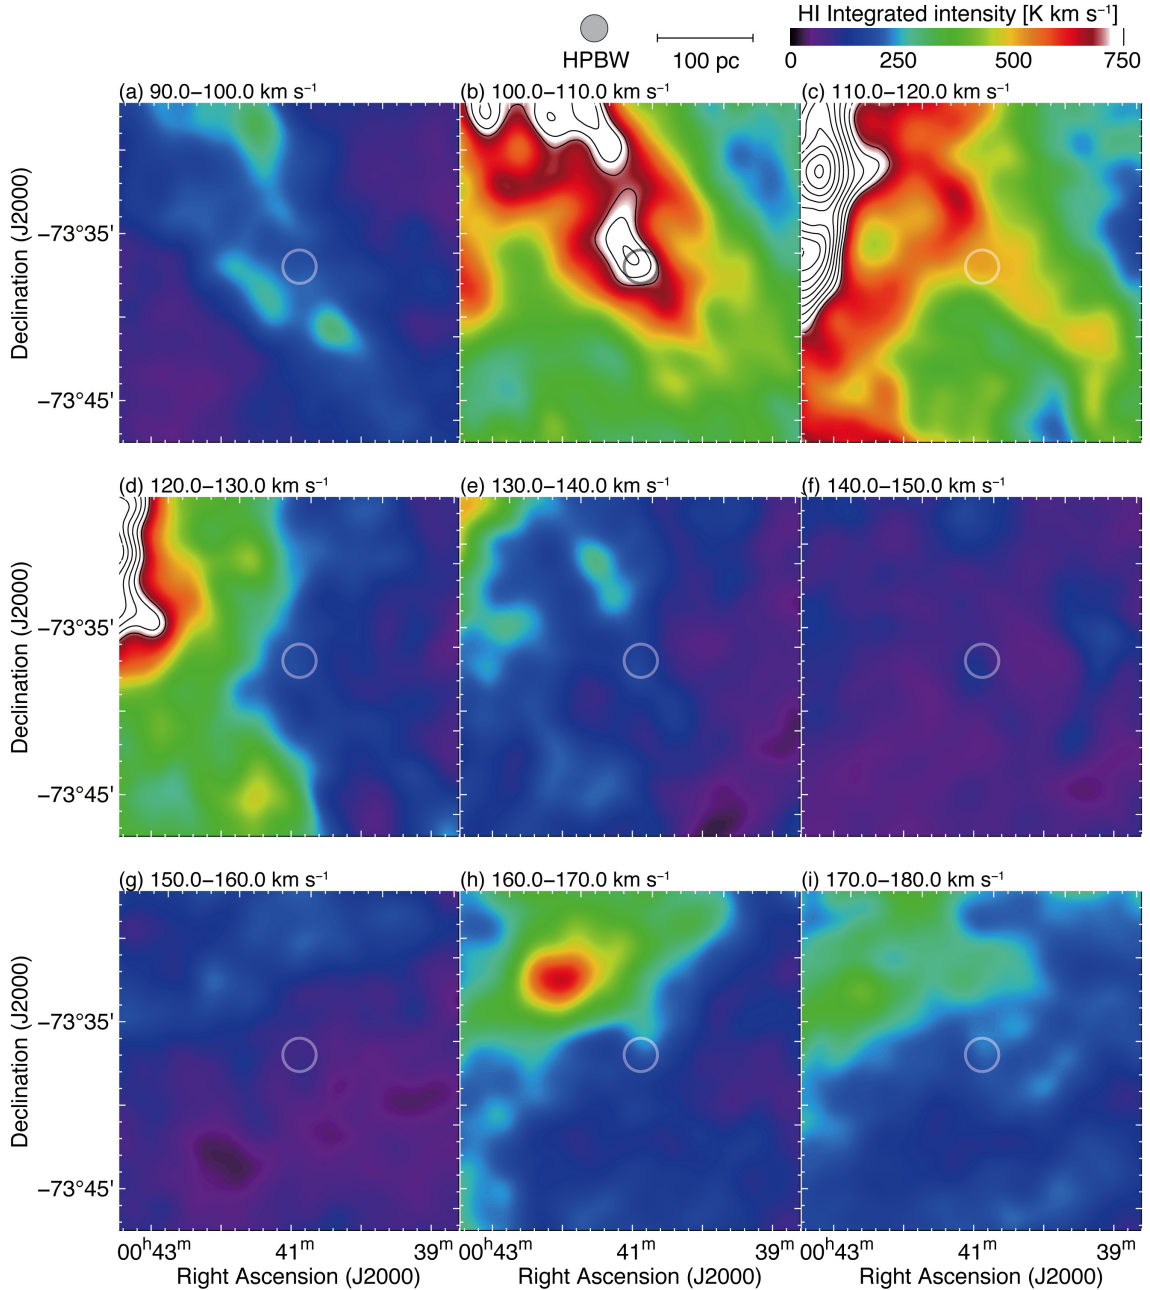 HI Integrated intensity [K km s⁻¹]
HPBW
100 pc
0 250 500 750
(a) 90.0−100.0 km s⁻¹
(b) 100.0−110.0 km s⁻¹
(c) 110.0−120.0 km s⁻¹
Declination (J2000)
−73°35'
−73°45'
(d) 120.0−130.0 km s⁻¹
(e) 130.0−140.0 km s⁻¹
(f) 140.0−150.0 km s⁻¹
Declination (J2000)
−73°35'
−73°45'
(g) 150.0−160.0 km s⁻¹
(h) 160.0−170.0 km s⁻¹
(i) 170.0−180.0 km s⁻¹
Declination (J2000)
−73°35'
−73°45'
00ʰ43ᵐ 41ᵐ 39ᵐ
00ʰ43ᵐ 41ᵐ 39ᵐ
00ʰ43ᵐ 41ᵐ 39ᵐ
Right Ascension (J2000)
Right Ascension (J2000)
Right Ascension (J2000)